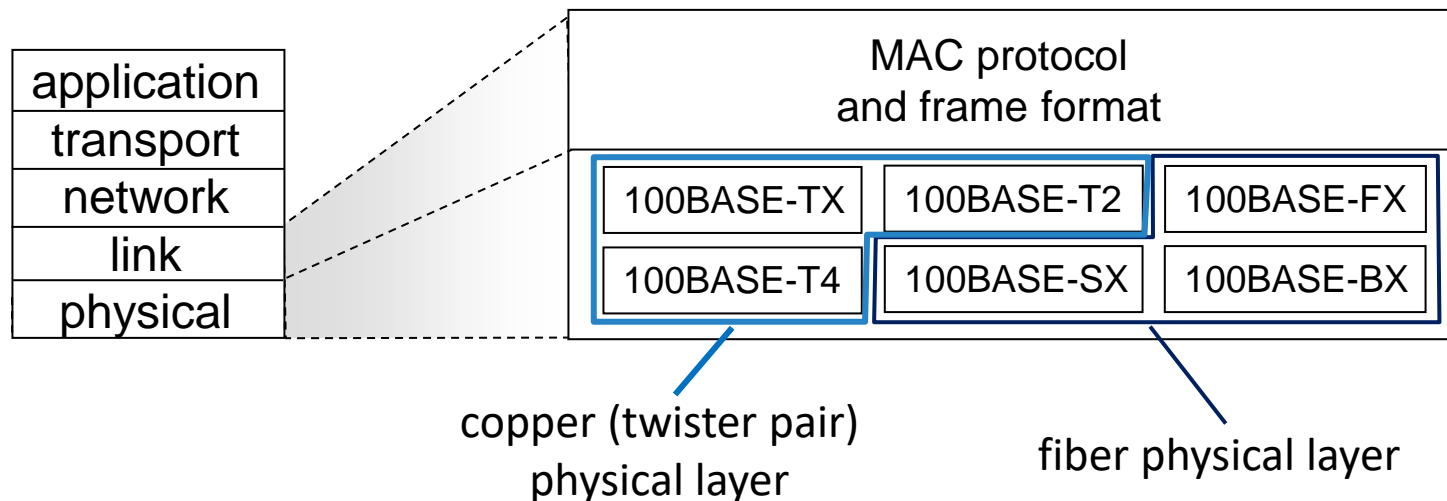 application
transport
network
link
physical
MAC protocol
and frame format
100BASE-TX
100BASE-T2
100BASE-FX
100BASE-T4
100BASE-SX
100BASE-BX
copper (twister pair)
physical layer
fiber physical layer